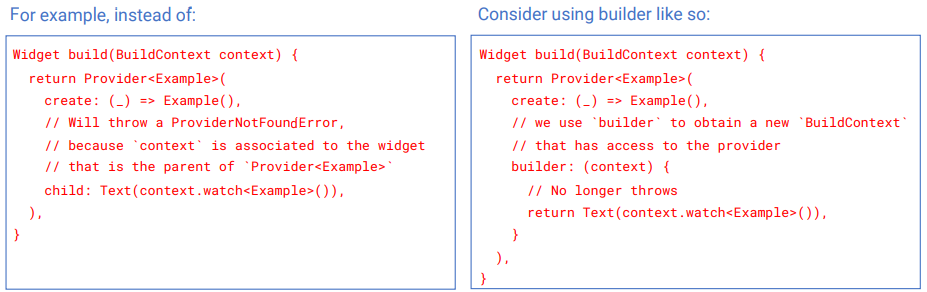 For example, instead of:
Widget build(BuildContext context) {
  return Provider<Example>(
    create: (_) => Example(),
    // Will throw a ProviderNotFoundError,
    // because `context` is associated to the widget
    // that is the parent of `Provider<Example>`
    child: Text(context.watch<Example>()),
  ),
}
Consider using builder like so:
Widget build(BuildContext context) {
  return Provider<Example>(
    create: (_) => Example(),
    // we use `builder` to obtain a new `BuildContext`
    // that has access to the provider
    builder: (context) {
      // No longer throws
      return Text(context.watch<Example>()),
    }
  ),
}